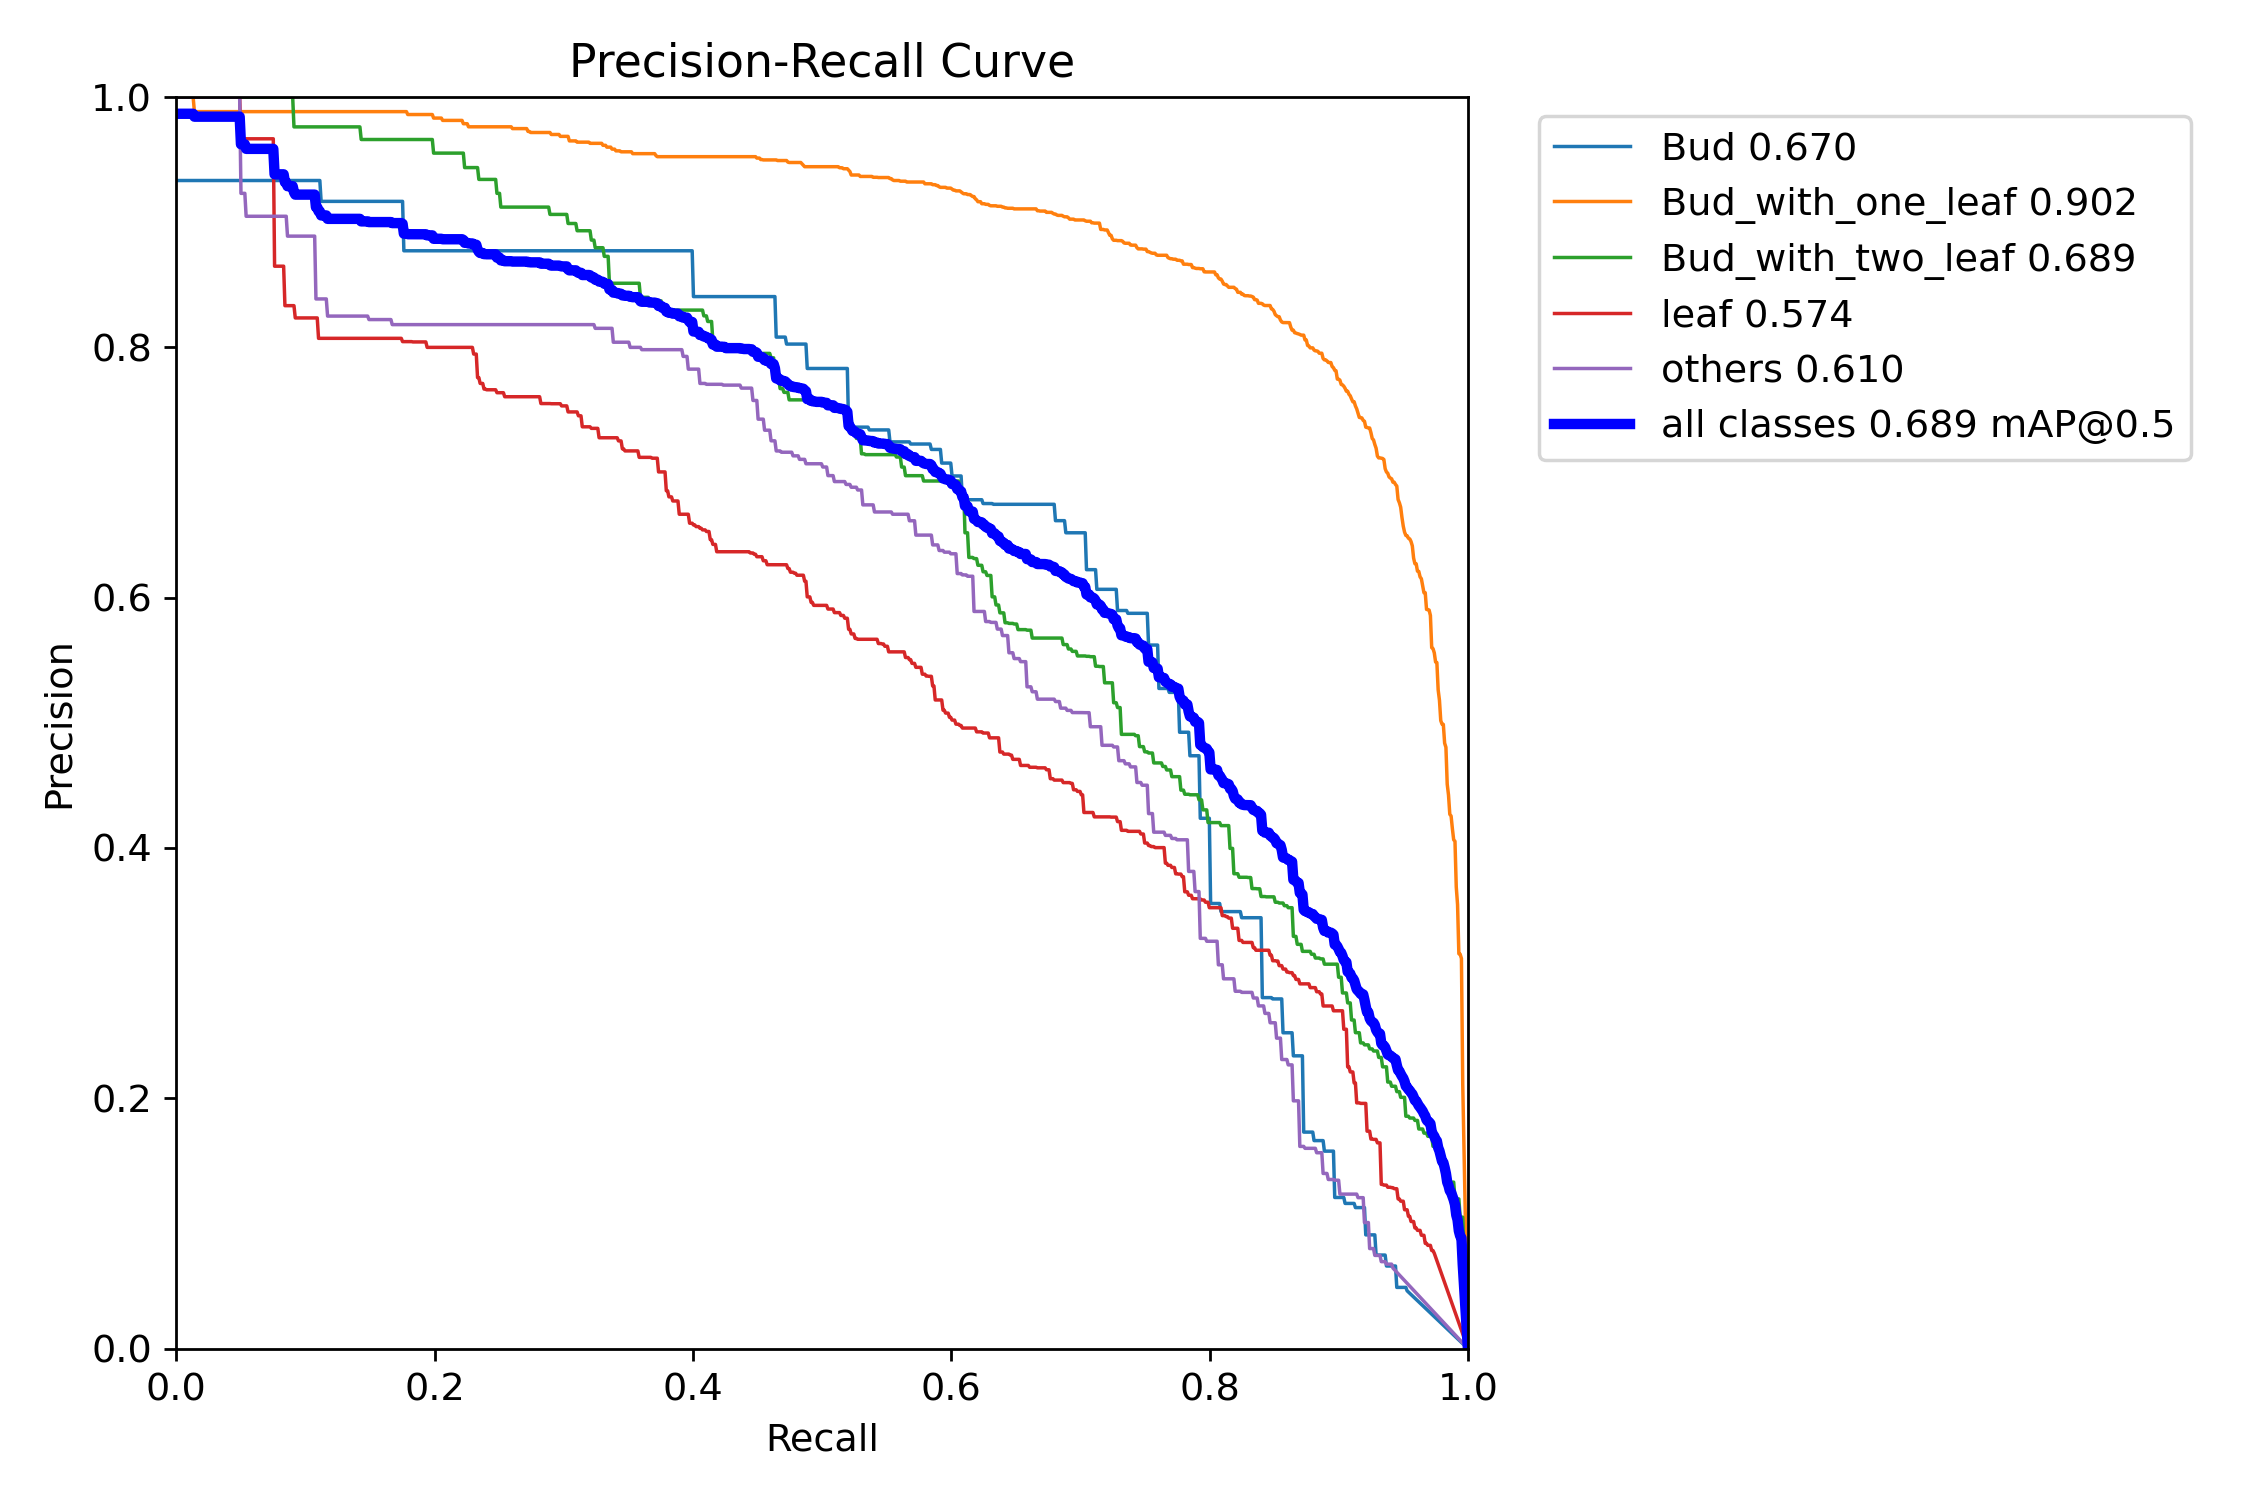 Precision-Recall Curve
1.0
0.8
0.6
0.4
0.2
0.0
Precision
0.0 0.2 0.4 0.6 0.8 1.0
Recall
Bud 0.670
Bud_with_one_leaf 0.902
Bud_with_two_leaf 0.689
leaf 0.574
others 0.610
all classes 0.689 mAP@0.5